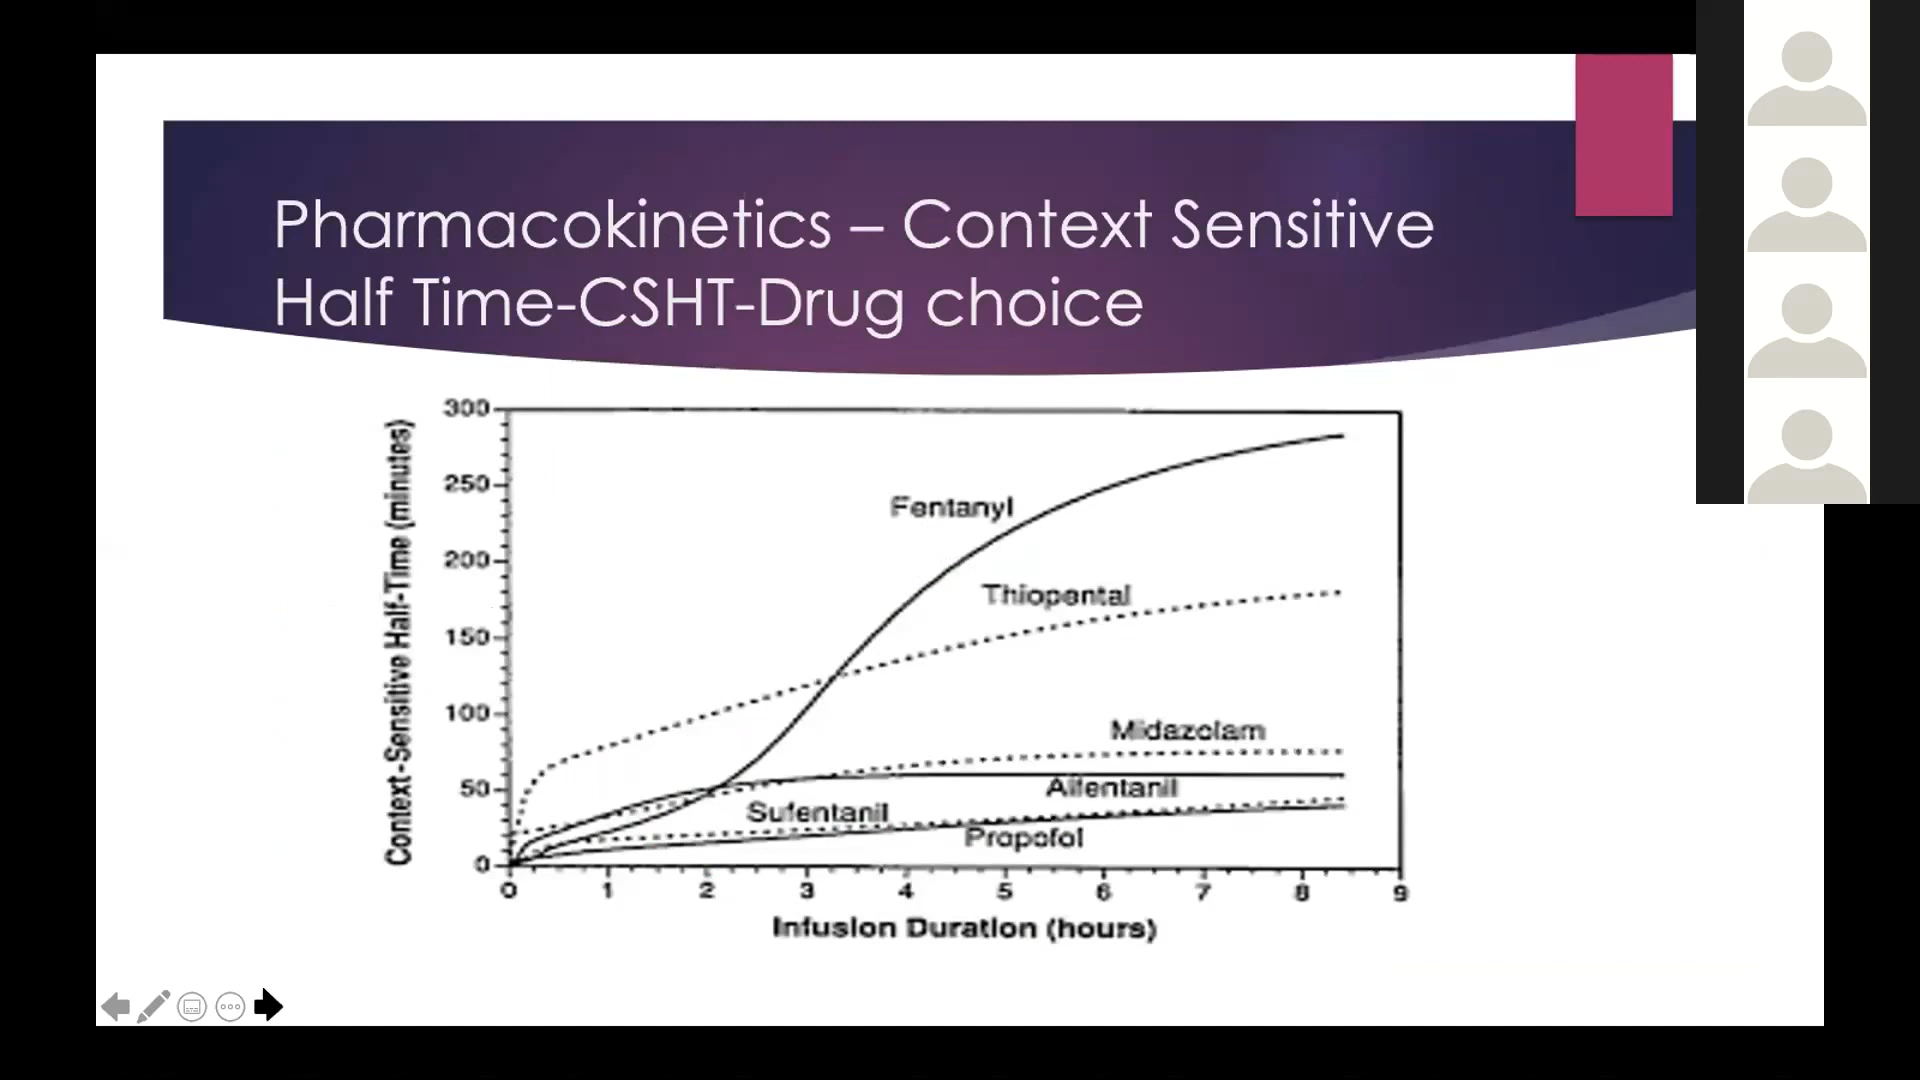 Pharmacokinetics – Context Sensitive
Half Time-CSHT-Drug choice
Context-Sensitive Half-Time (minutes)
300
250
200
150
100
50
0
Fentanyl
Thiopental
Midazolam
Alfentanil
Sufentanil
Propofol
0 1 2 3 4 5 6 7 8 9
Infusion Duration (hours)